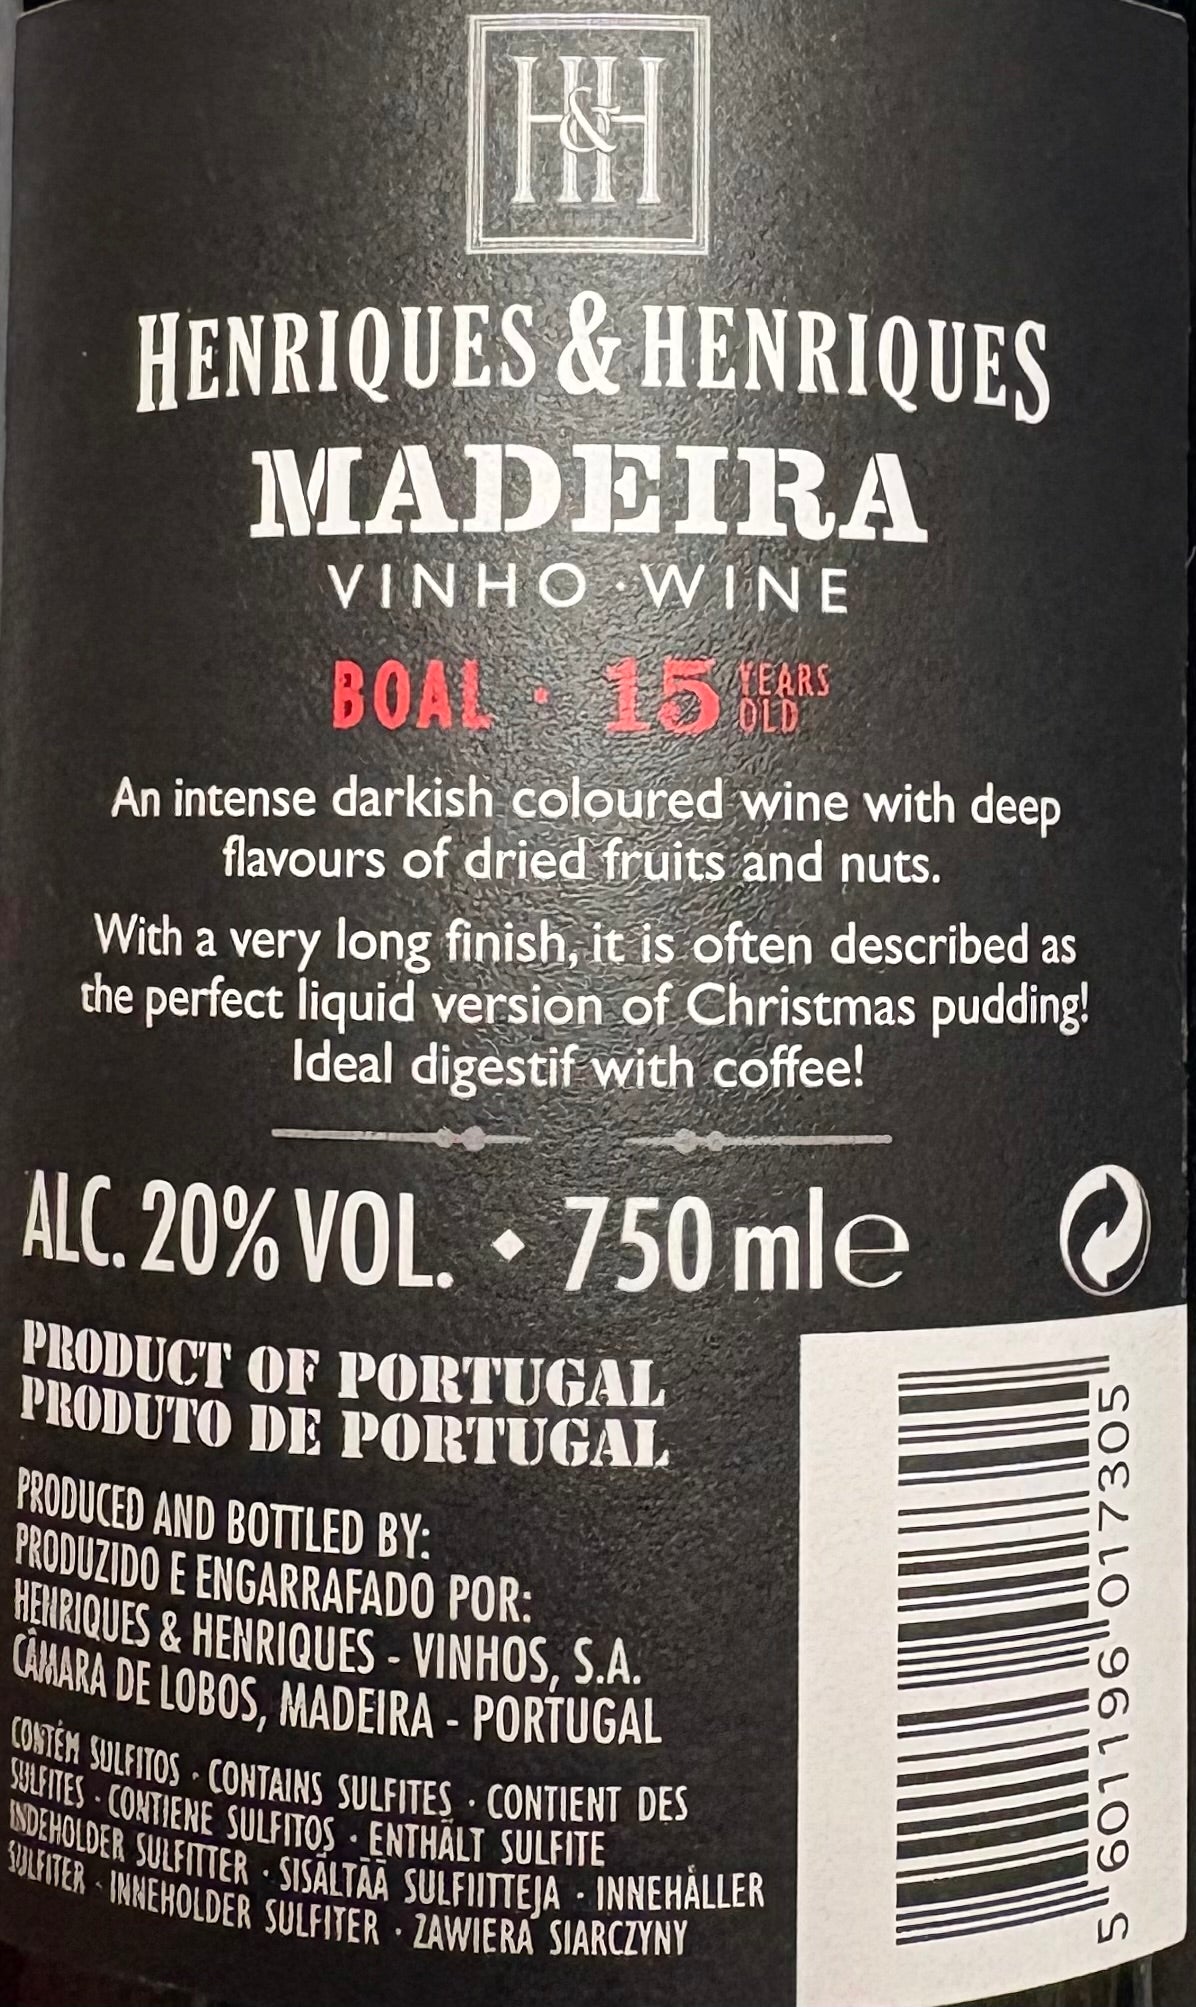 H&H
HENRIQUES & HENRIQUES
MADEIRA
VINHO · WINE
BOAL · 15 YEARS OLD
An intense darkish coloured wine with deep
flavours of dried fruits and nuts.
With a very long finish, it is often described as
the perfect liquid version of Christmas pudding!
Ideal digestif with coffee!
ALC. 20% VOL. ◆ 750 ml e
PRODUCT OF PORTUGAL
PRODUTO DE PORTUGAL
PRODUCED AND BOTTLED BY:
PRODUZIDO E ENGARRAFADO POR:
HENRIQUES & HENRIQUES - VINHOS, S.A.
CÂMARA DE LOBOS, MADEIRA - PORTUGAL
CONTÉM SULFITOS · CONTAINS SULFITES · CONTIENT DES
SULFITES · CONTIENE SULFITOS · ENTHÄLT SULFITE
INDEHOLDER SULFITTER · SISÄLTÄÄ SULFIITTEJA · INNEHÅLLER
SULFITER · INNEHOLDER SULFITER · ZAWIERA SIARCZYNY
5 601196 017305